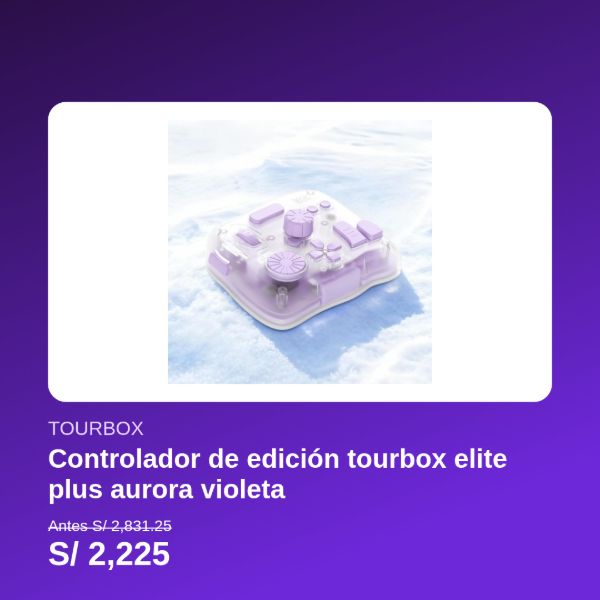 TOURBOX
Controlador de edición tourbox elite
plus aurora violeta
Antes S/ 2,831.25
S/ 2,225